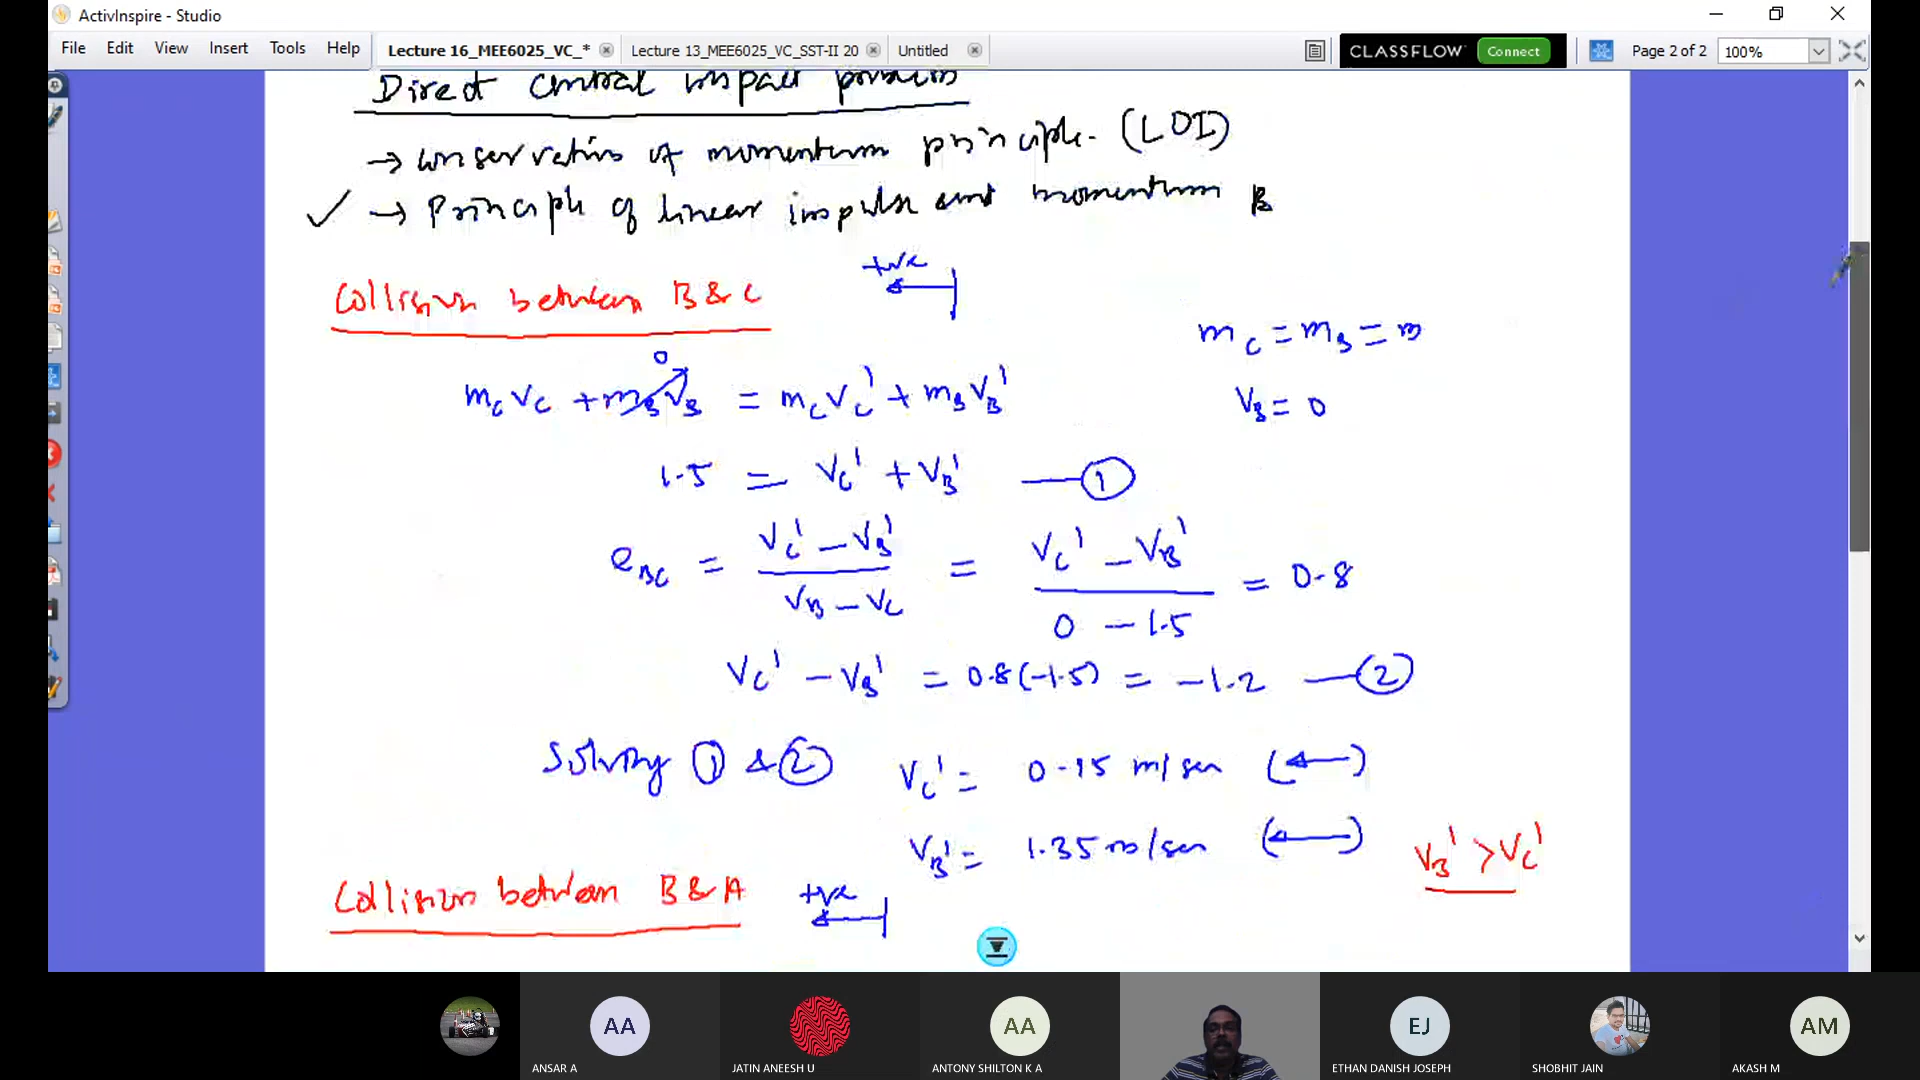 ActivInspire - Studio
File Edit View Insert Tools Help
Lecture 16_MEE6025_VC_* Lecture 13_MEE6025_VC_SST-II 20 Untitled
CLASSFLOW Connect Page 2 of 2 100%
Direct Central impact problem
→ Conservation of momentum principle. (LOI)
✓ → Principle of linear impulse and momentum B
Collision between B & C +ve
m_C = m_B = m
V_B = 0
m_C V_C + m_B V_B 0 = m_C V_C' + m_B V_B'
1.5 = V_C' + V_B' — ①
e_BC = (V_C' - V_B') / (V_B - V_C) = (V_C' - V_B') / (0 - 1.5) = 0.8
V_C' - V_B' = 0.8(-1.5) = -1.2 — ②
Solving ① & ② V_C' = 0.15 m/sec (←)
V_B' = 1.35 m/sec (←)
V_B' > V_C'
Collision between B & A +ve
AA AA EJ AM
ANSAR A JATIN ANEESH U ANTONY SHILTON K A ETHAN DANISH JOSEPH SHOBHIT JAIN AKASH M